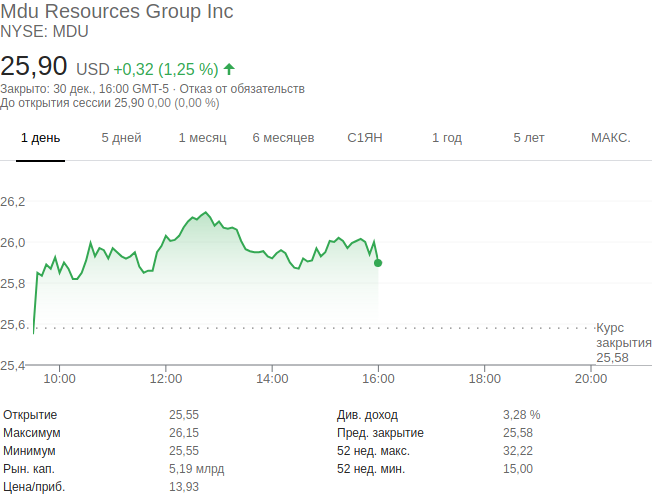 Mdu Resources Group Inc
NYSE: MDU
25,90 USD +0,32 (1,25 %)
Закрыто: 30 дек., 16:00 GMT-5 · Отказ от обязательств
До открытия сессии 25,90 0,00 (0,00 %)
1 день 5 дней 1 месяц 6 месяцев С1ЯН 1 год 5 лет МАКС.
26,2
26,0
25,8
25,6
25,4
Курс
закрытия
25,58
10:00 12:00 14:00 16:00 18:00 20:00
Открытие 25,55 Див. доход 3,28 %
Максимум 26,15 Пред. закрытие 25,58
Минимум 25,55 52 нед. макс. 32,22
Рын. кап. 5,19 млрд 52 нед. мин. 15,00
Цена/приб. 13,93